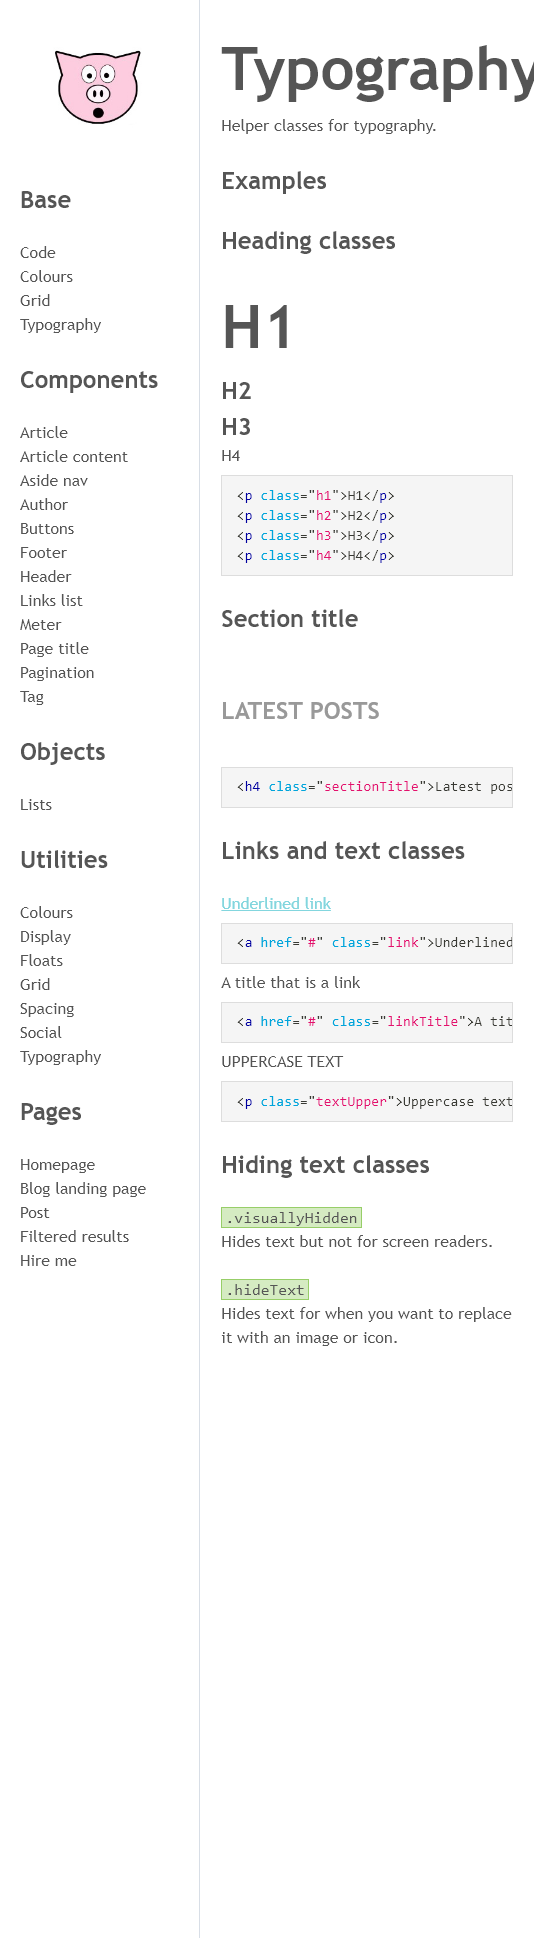 Base
Code
Colours
Grid
Typography
Components
Article
Article content
Aside nav
Author
Buttons
Footer
Header
Links list
Meter
Page title
Pagination
Tag
Objects
Lists
Utilities
Colours
Display
Floats
Grid
Spacing
Social
Typography
Pages
Homepage
Blog landing page
Post
Filtered results
Hire me
Typography
Helper classes for typography.
Examples
Heading classes
H1
H2
H3
H4
<p class="h1">H1</p>
<p class="h2">H2</p>
<p class="h3">H3</p>
<p class="h4">H4</p>
Section title
LATEST POSTS
<h4 class="sectionTitle">Latest pos
Links and text classes
Underlined link
<a href="#" class="link">Underlined
A title that is a link
<a href="#" class="linkTitle">A tit
UPPERCASE TEXT
<p class="textUpper">Uppercase text
Hiding text classes
.visuallyHidden
Hides text but not for screen readers.
.hideText
Hides text for when you want to replace
it with an image or icon.